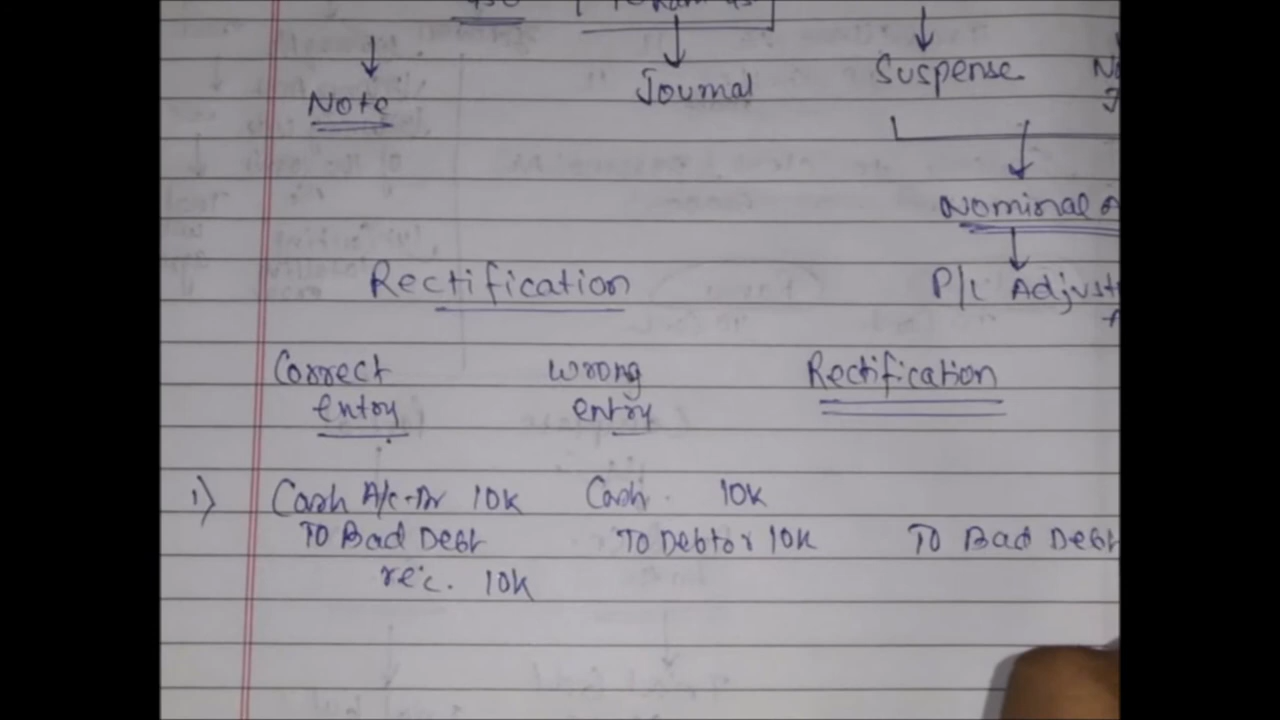 Note
Journal
Suspense
Nominal
Rectification
P/L Adjust
Correct entry
Wrong entry
Rectification
1) Cash A/c-Dr 10K
To Bad Debt
rec. 10K
Cash 10K
To Debtor 10K
To Bad Debt